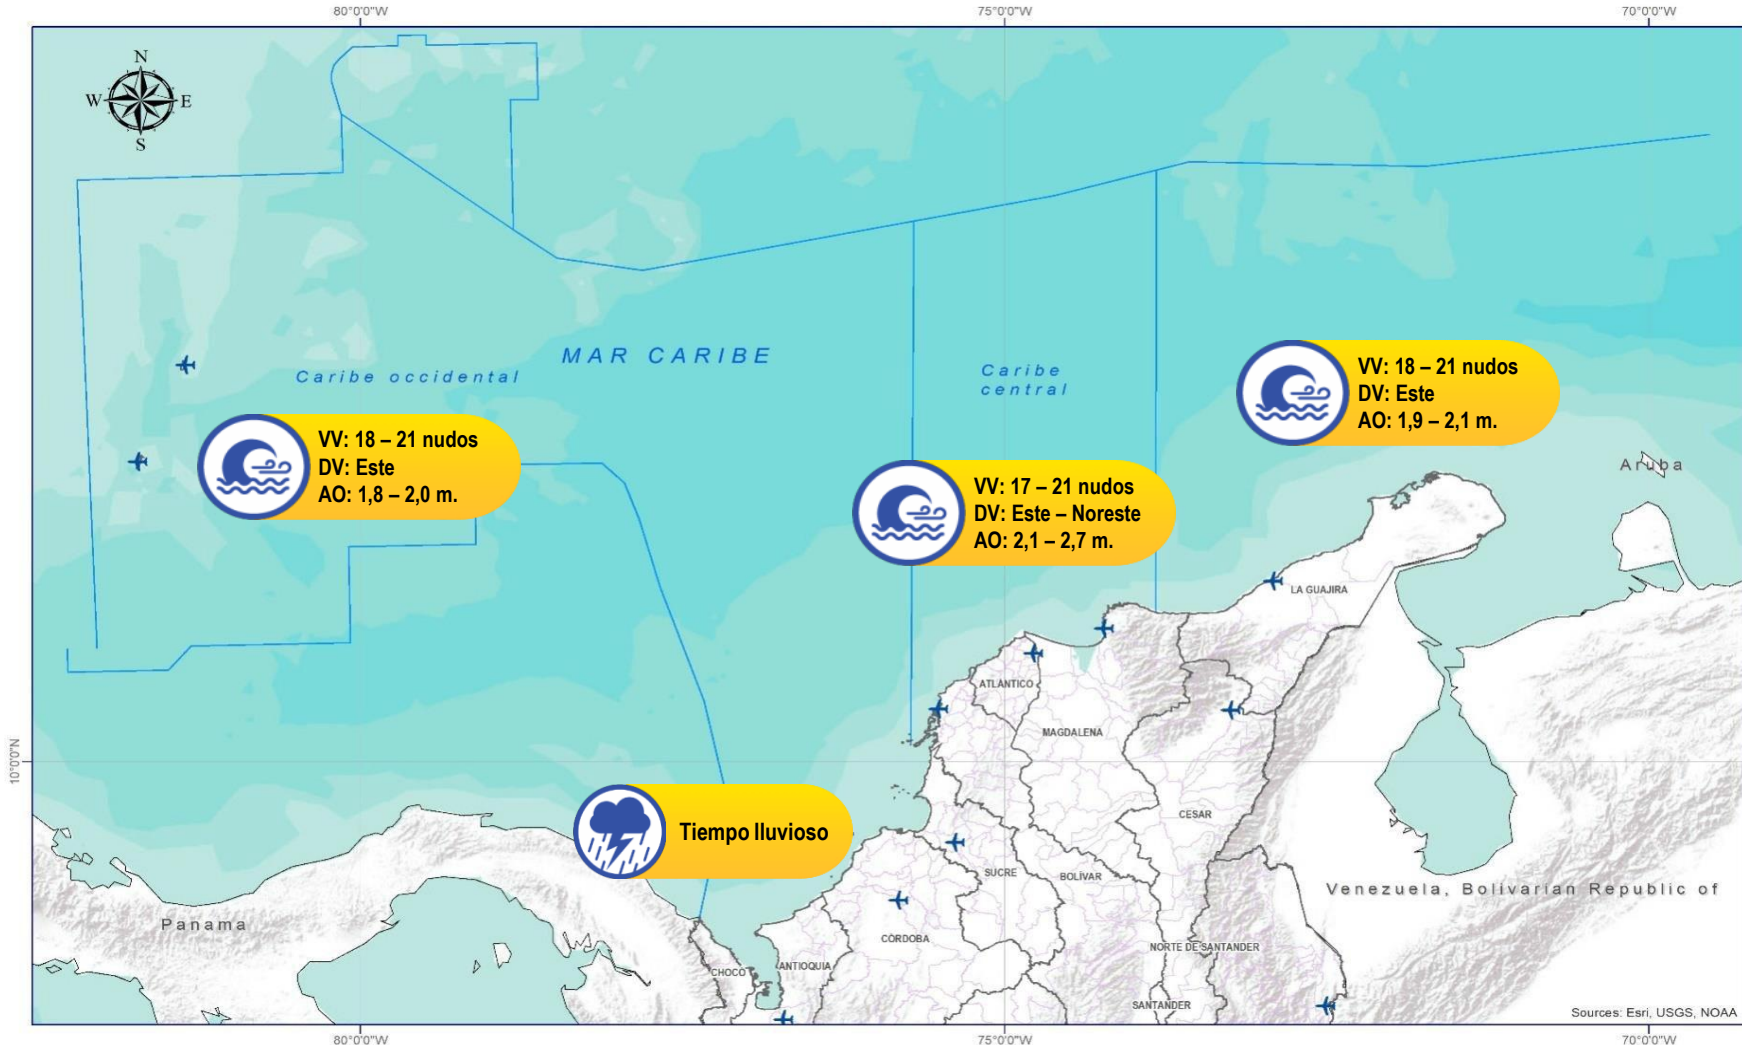 80°0'0"W
75°0'0"W
70°0'0"W
N
W
E
S
MAR CARIBE
Caribe occidental
Caribe
central
VV: 18 – 21 nudos
DV: Este
AO: 1,9 – 2,1 m.
VV: 18 – 21 nudos
DV: Este
AO: 1,8 – 2,0 m.
VV: 17 – 21 nudos
DV: Este – Noreste
AO: 2,1 – 2,7 m.
Aruba
LA GUAJIRA
ATLÁNTICO
MAGDALENA
10°0'0"N
CESAR
Tiempo lluvioso
SUCRE
BOLÍVAR
Venezuela, Bolivarian Republic of
Panama
CÓRDOBA
NORTE DE SANTANDER
CHOCÓ
ANTIOQUIA
SANTANDER
Sources: Esri, USGS, NOAA
80°0'0"W
75°0'0"W
70°0'0"W